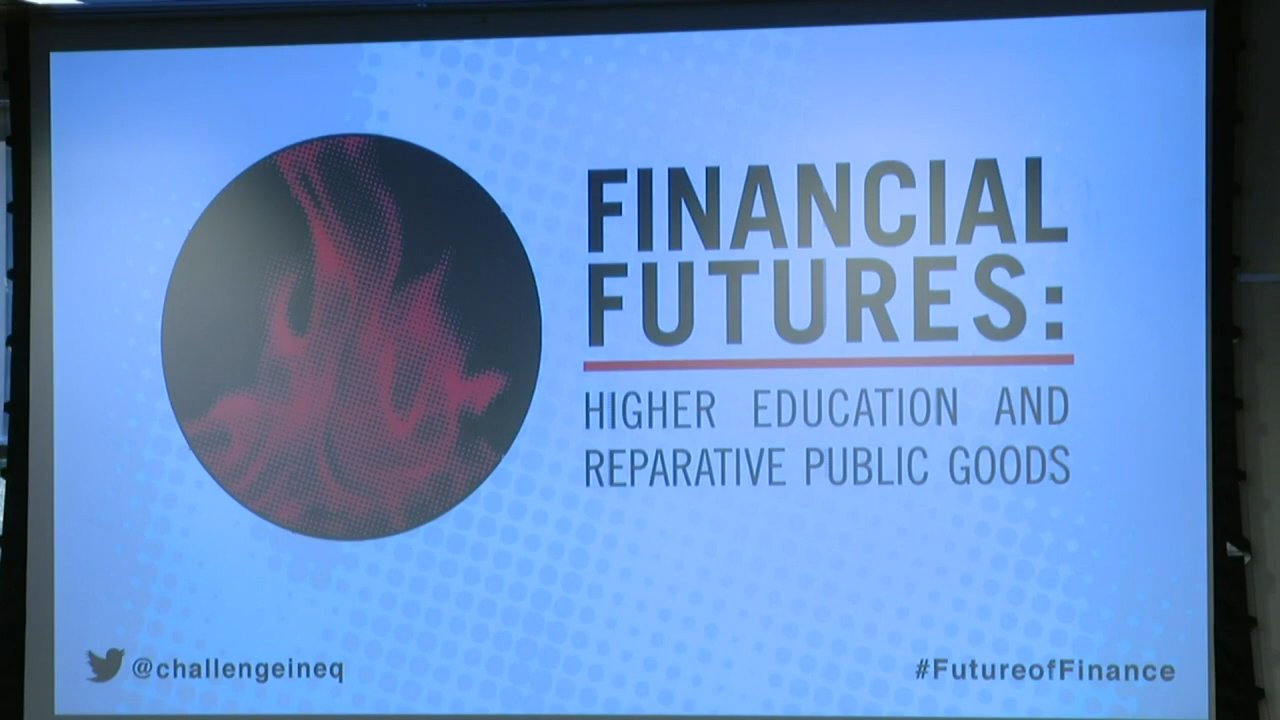 FINANCIAL
FUTURES:
HIGHER EDUCATION AND
REPARATIVE PUBLIC GOODS
@challengeineq
#FutureofFinance